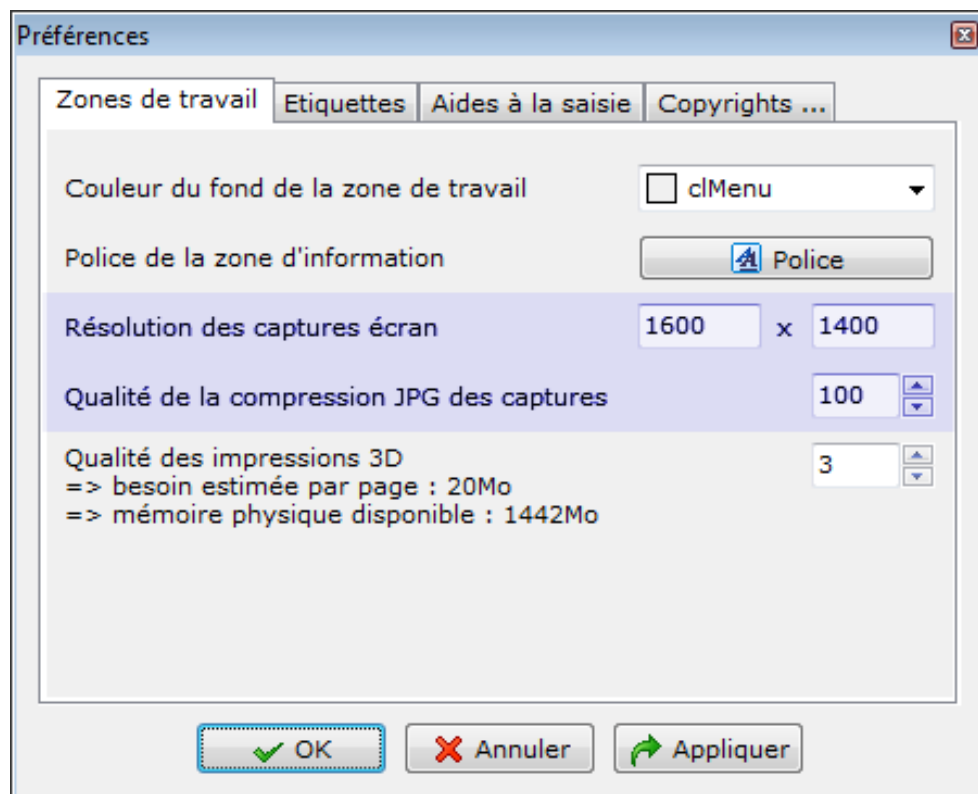 Préférences
Zones de travail Etiquettes Aides à la saisie Copyrights ...
Couleur du fond de la zone de travail clMenu
Police de la zone d'information Police
Résolution des captures écran 1600 x 1400
Qualité de la compression JPG des captures 100
Qualité des impressions 3D 3
=> besoin estimée par page : 20Mo
=> mémoire physique disponible : 1442Mo
OK Annuler Appliquer